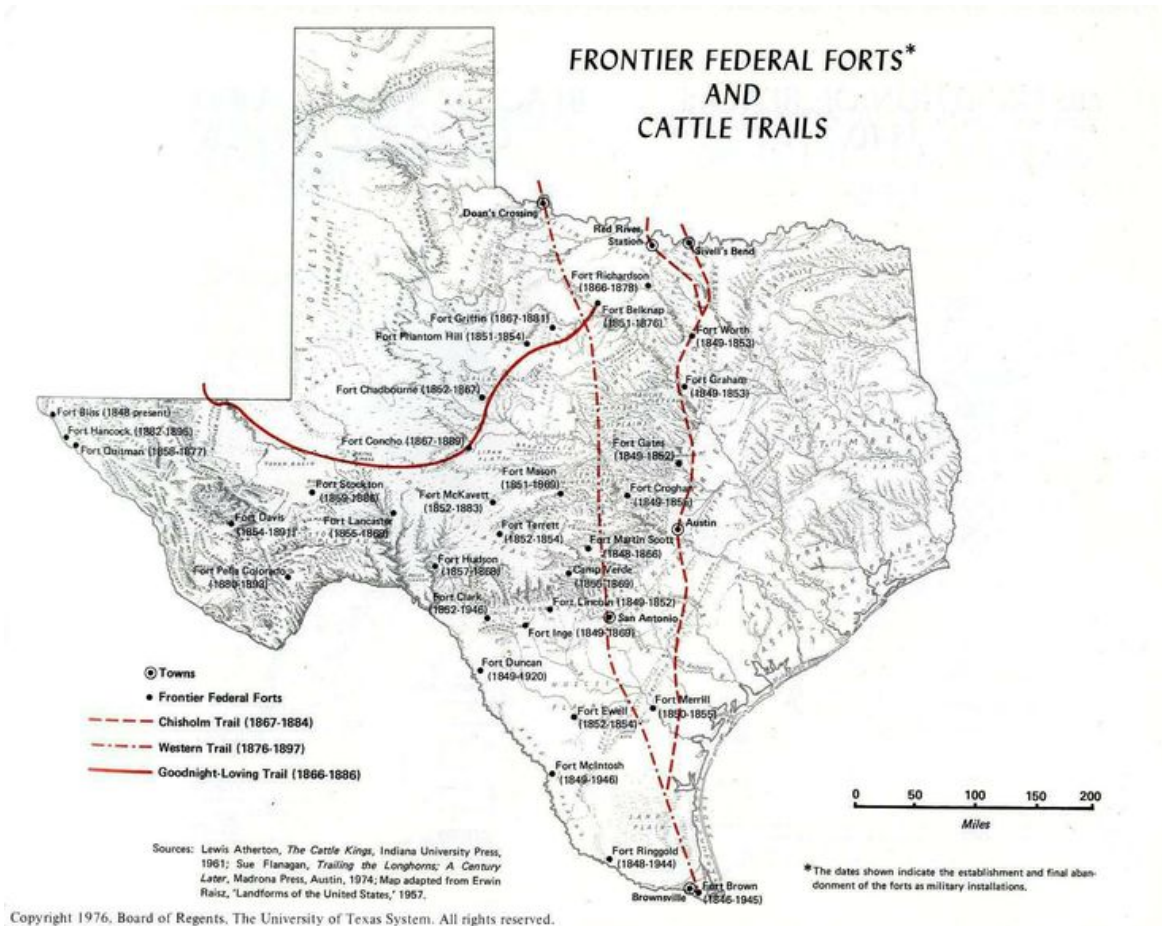 FRONTIER FEDERAL FORTS*
AND
CATTLE TRAILS
LLANO ESTACADO
Doan's Crossing
Red River
Station
Sivell's Bend
Fort Richardson
(1866-1878)
Fort Belknap
(1851-1876)
Fort Griffin (1867-1881)
Fort Phantom Hill (1851-1854)
Fort Worth
(1849-1853)
Fort Graham
(1849-1853)
Fort Chadbourne (1852-1867)
Fort Bliss (1848-present)
Fort Hancock (1882-1895)
Fort Quitman (1858-1877)
Fort Concho (1867-1889)
Fort Gates
(1849-1852)
Fort Mason
(1851-1869)
Fort Stockton
(1859-1886)
Fort McKavett
(1852-1883)
Fort Croghan
Fort Davis
(1854-1891)
Fort Lancaster
Fort Terrett
(1852-1854)
Austin
Fort Martin Scott
(1848-1866)
Fort Hudson
(1857-1868)
Camp Verde
Fort Peña Colorado
(1880-1893)
Fort Clark
(1852-1946)
Fort Lincoln (1849-1852)
San Antonio
Fort Inge (1849-1869)
Fort Duncan
(1849-1920)
Fort Merrill
(1850-1855)
Fort Ewell
(1852-1854)
Fort McIntosh
(1849-1946)
Fort Ringgold
(1848-1944)
Brownsville
Fort Brown
(1846-1945)
Towns
Frontier Federal Forts
Chisholm Trail (1867-1884)
Western Trail (1876-1897)
Goodnight-Loving Trail (1866-1886)
0 50 100 150 200
Miles
Sources: Lewis Atherton, The Cattle Kings, Indiana University Press,
1961; Sue Flanagan, Trailing the Longhorns; A Century
Later, Madrona Press, Austin, 1974; Map adapted from Erwin
Raisz, 'Landforms of the United States,' 1957.
*The dates shown indicate the establishment and final aban-
donment of the forts as military installations.
Copyright 1976, Board of Regents, The University of Texas System. All rights reserved.